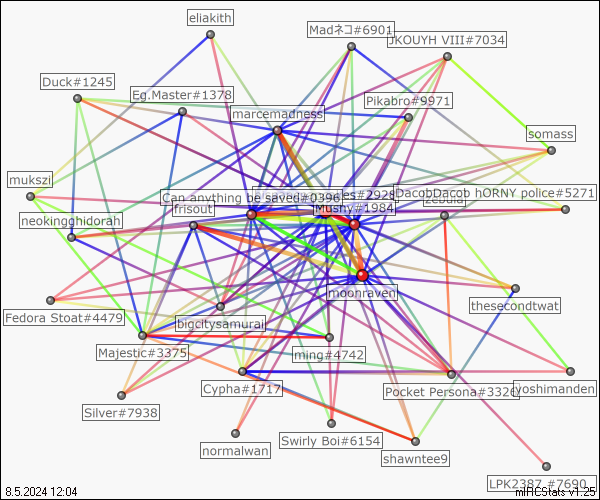 eliakith
Madネコ#6901
JKOUYH VIII#7034
Duck#1245
Eg.Master#1378
Pikabro#9971
marcemadness
somass
mukszi
Can anything be saved#0396
es#2928
DacobDacob hORNY police#5271
zebula
frisout
Mushy#1984
neokingghidorah
moonraven
Fedora Stoat#4479
bigcitysamurai
thesecondtwat
Majestic#3375
ming#4742
Cypha#1717
Pocket Persona#3326
yoshimanden
Silver#7938
normalwan
Swirly Boi#6154
shawntee9
LPK2387 #7690
8.5.2024 12:04
mIRCStats v1.25